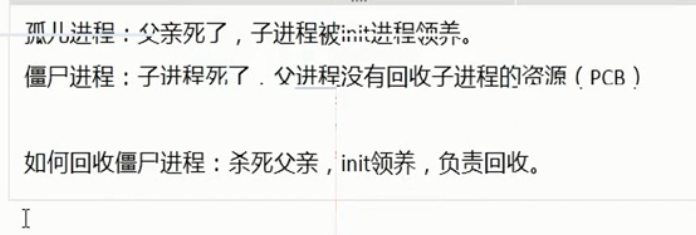 孤儿进程：父亲死了，子进程被init进程领养。
僵尸进程：子进程死了，父进程没有回收子进程的资源（PCB）
如何回收僵尸进程：杀死父亲，init领养，负责回收。